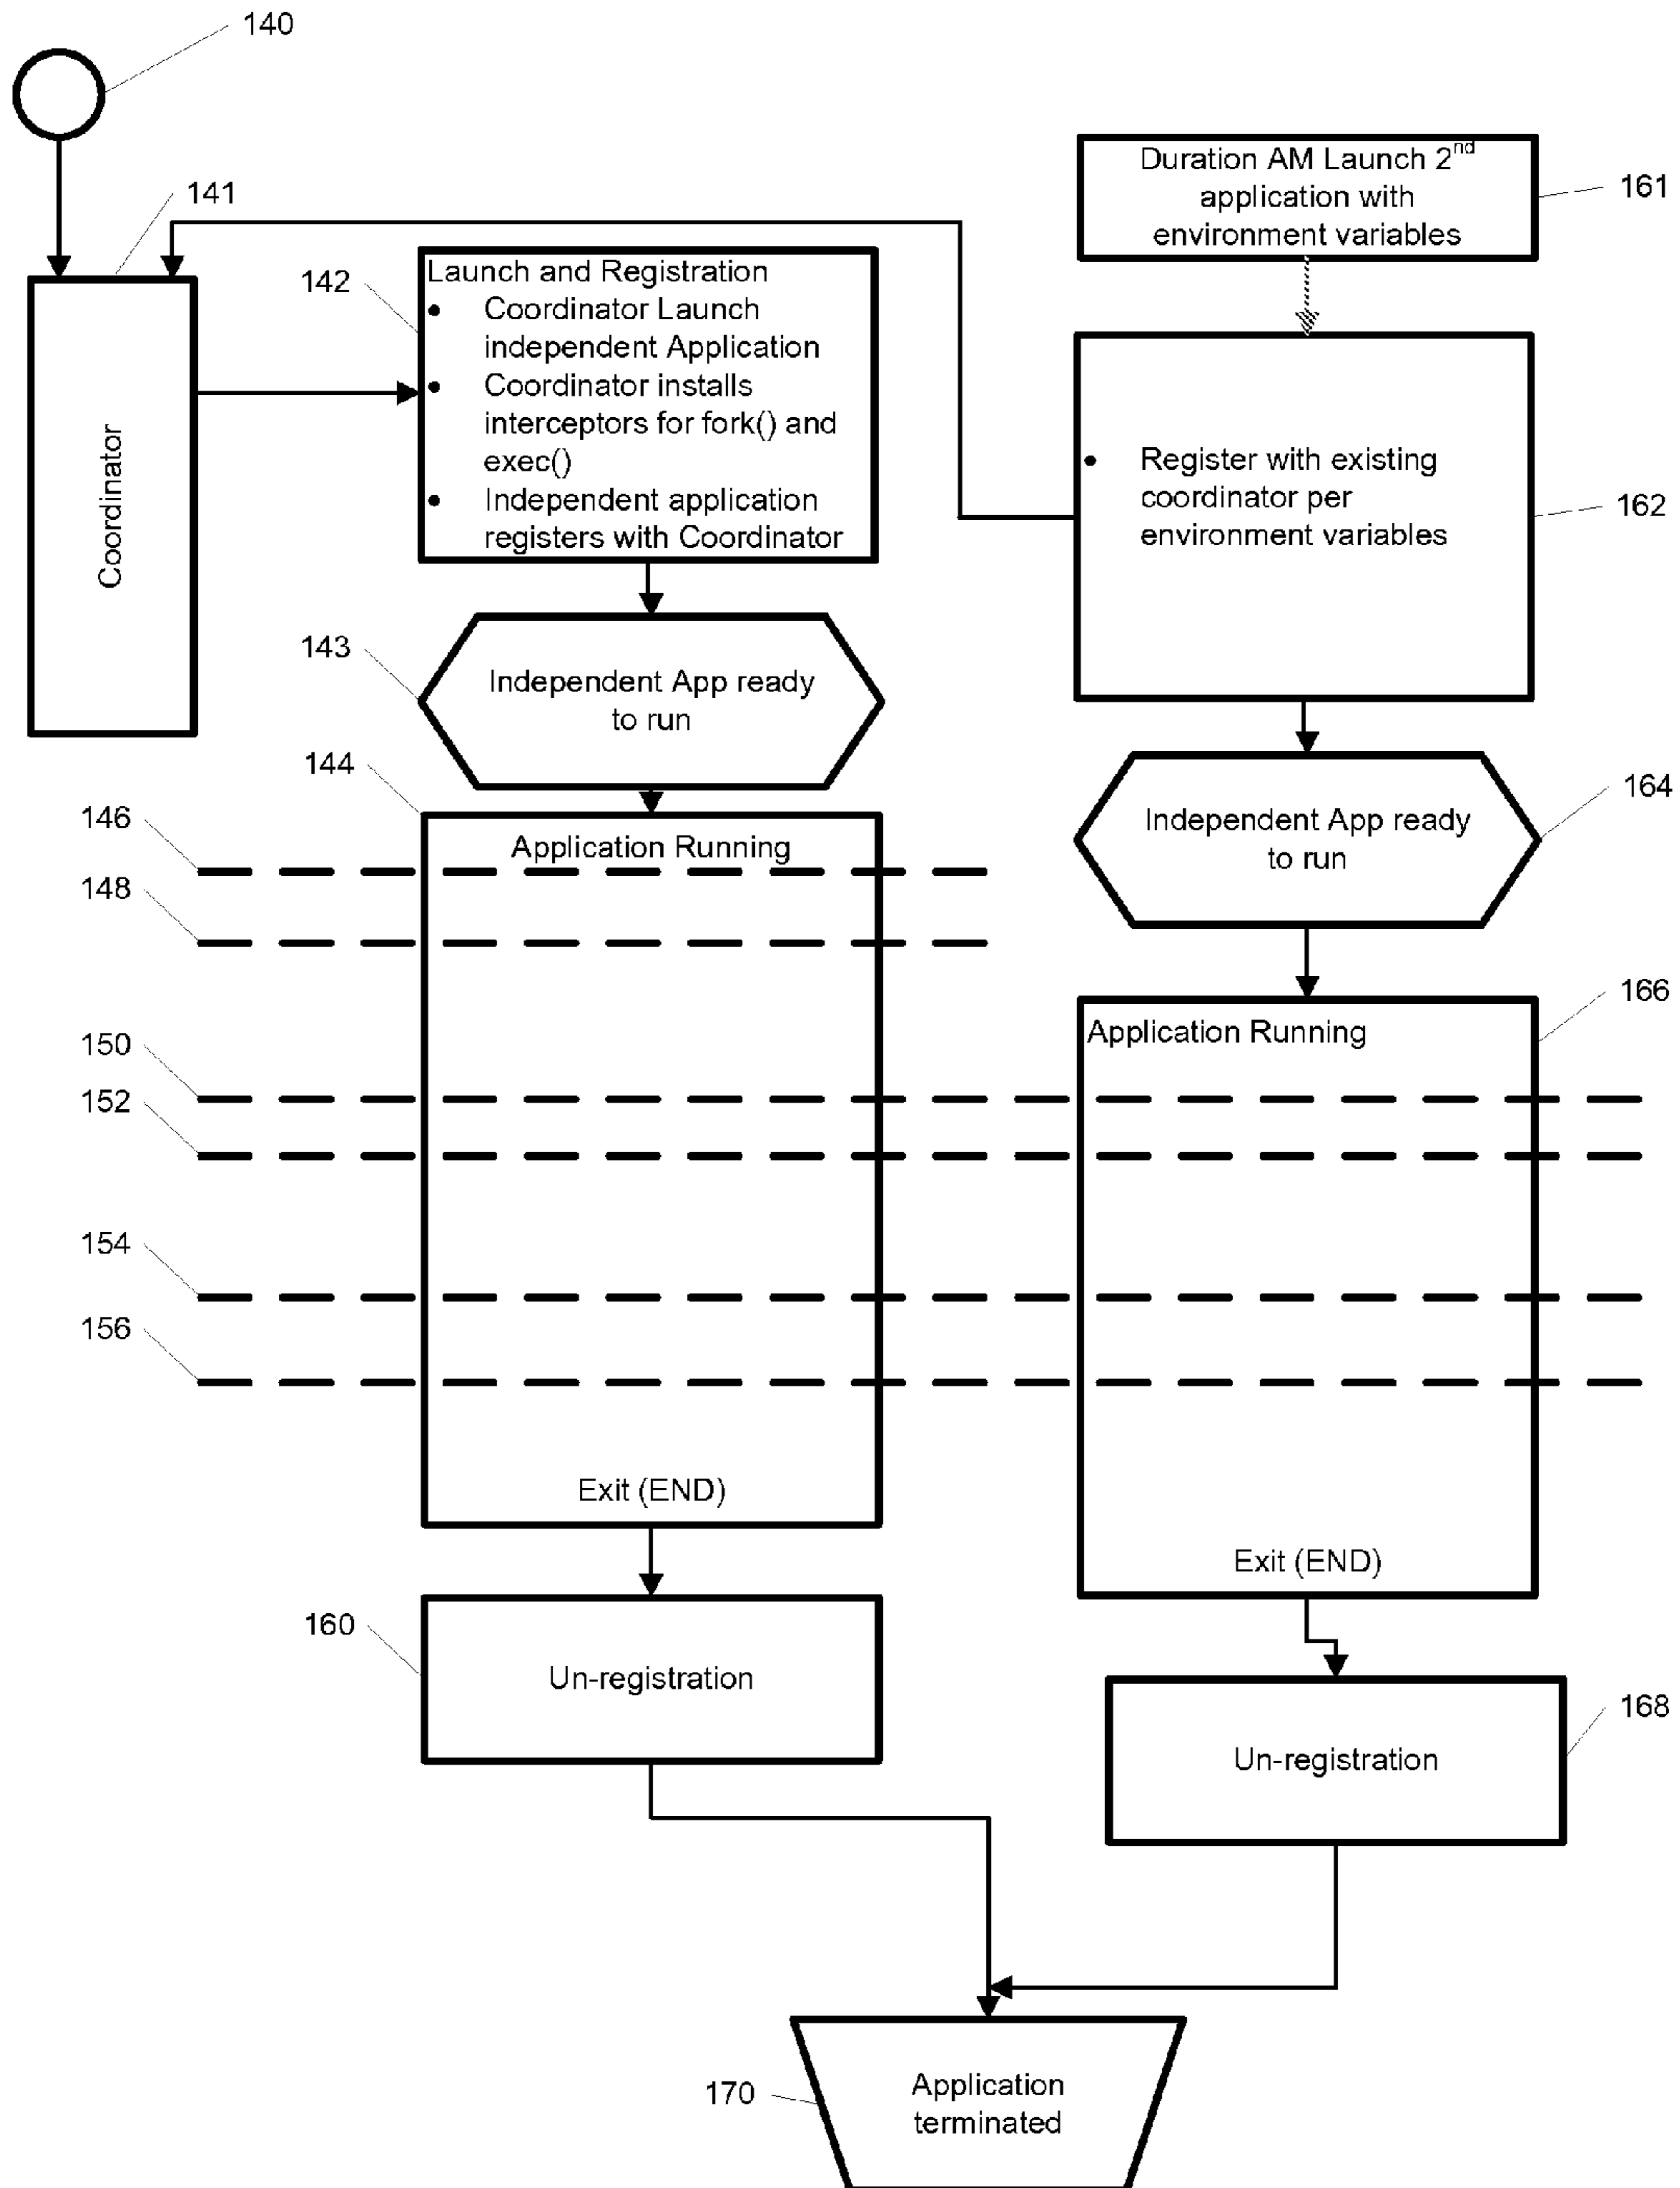 140
141
Coordinator
142
Launch and Registration
• Coordinator Launch
independent Application
• Coordinator installs
interceptors for fork() and
exec()
• Independent application
registers with Coordinator
143
Independent App ready
to run
144
Application Running
146
148
150
152
154
156
Exit (END)
160
Un-registration
Duration AM Launch 2nd
application with
environment variables
161
• Register with existing
coordinator per
environment variables
162
Independent App ready
to run
164
Application Running
166
Exit (END)
Un-registration
168
170
Application
terminated